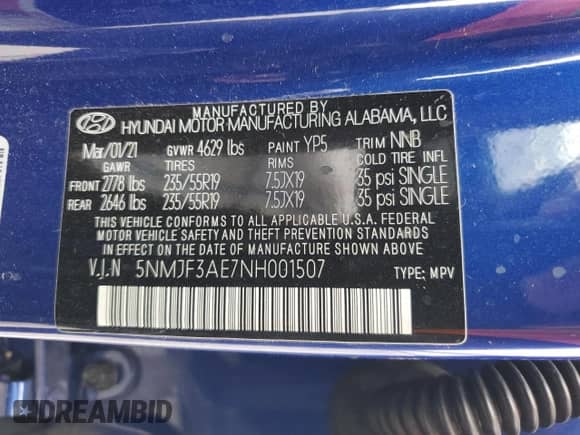 MANUFACTURED BY
HYUNDAI MOTOR MANUFACTURING ALABAMA, LLC
Mar/01/21 GVWR 4629 lbs PAINT YP5 TRIM NNB
GAWR TIRES RIMS COLD TIRE INFL
FRONT 2778 lbs 235/55R19 7.5JX19 35 psi SINGLE
REAR 2646 lbs 235/55R19 7.5JX19 35 psi SINGLE
THIS VEHICLE CONFORMS TO ALL APPLICABLE U.S.A. FEDERAL
MOTOR VEHICLE SAFETY AND THEFT PREVENTION STANDARDS
IN EFFECT ON THE DATE OF MANUFACTURE SHOWN ABOVE.
V.I.N 5NMJF3AE7NH001507 TYPE: MPV
DREAMBID